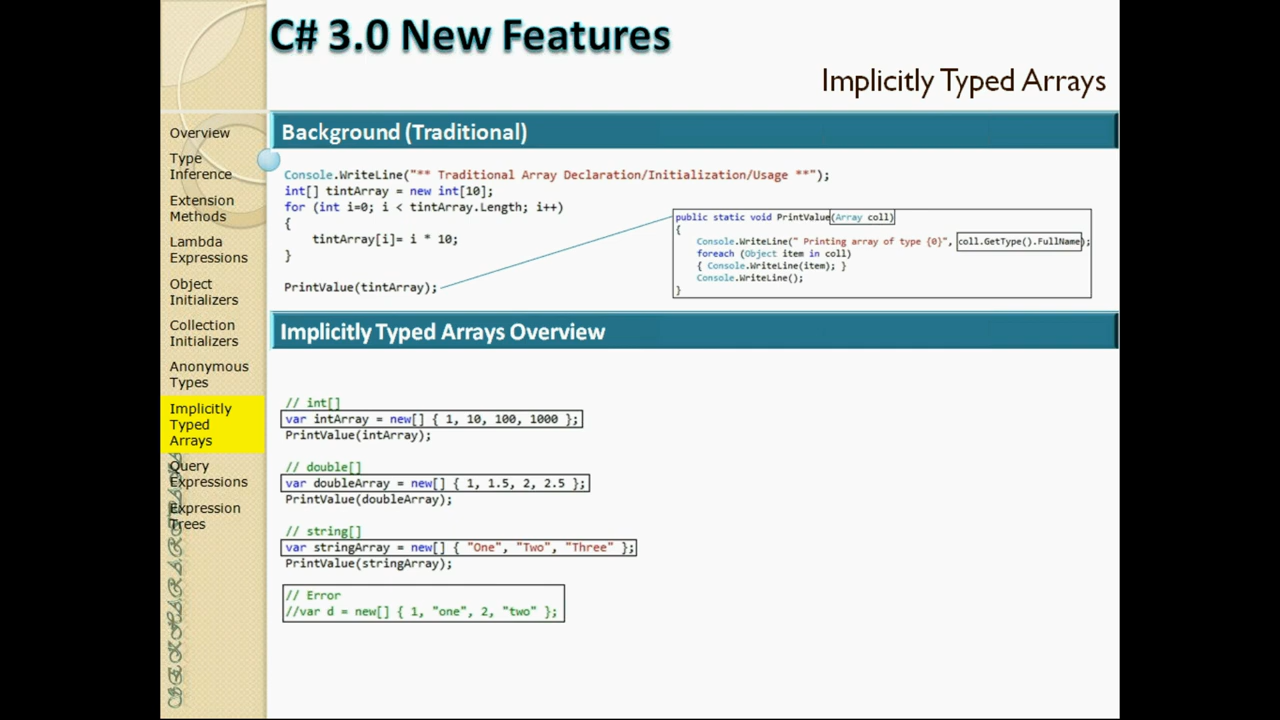 C# 3.0 New Features
Implicitly Typed Arrays
Overview
Type
Inference
Extension
Methods
Lambda
Expressions
Object
Initializers
Collection
Initializers
Anonymous
Types
Implicitly
Typed
Arrays
Query
Expressions
Expression
Trees
Background (Traditional)
Console.WriteLine("** Traditional Array Declaration/Initialization/Usage **");
int[] tintArray = new int[10];
for (int i=0; i < tintArray.Length; i++)
{
tintArray[i]= i * 10;
}
PrintValue(tintArray);
public static void PrintValue(Array coll)
{
Console.WriteLine(" Printing array of type {0}", coll.GetType().FullName);
foreach (Object item in coll)
{ Console.WriteLine(item); }
Console.WriteLine();
}
Implicitly Typed Arrays Overview
// int[]
var intArray = new[] { 1, 10, 100, 1000 };
PrintValue(intArray);
// double[]
var doubleArray = new[] { 1, 1.5, 2, 2.5 };
PrintValue(doubleArray);
// string[]
var stringArray = new[] { "One", "Two", "Three" };
PrintValue(stringArray);
// Error
//var d = new[] { 1, "one", 2, "two" };